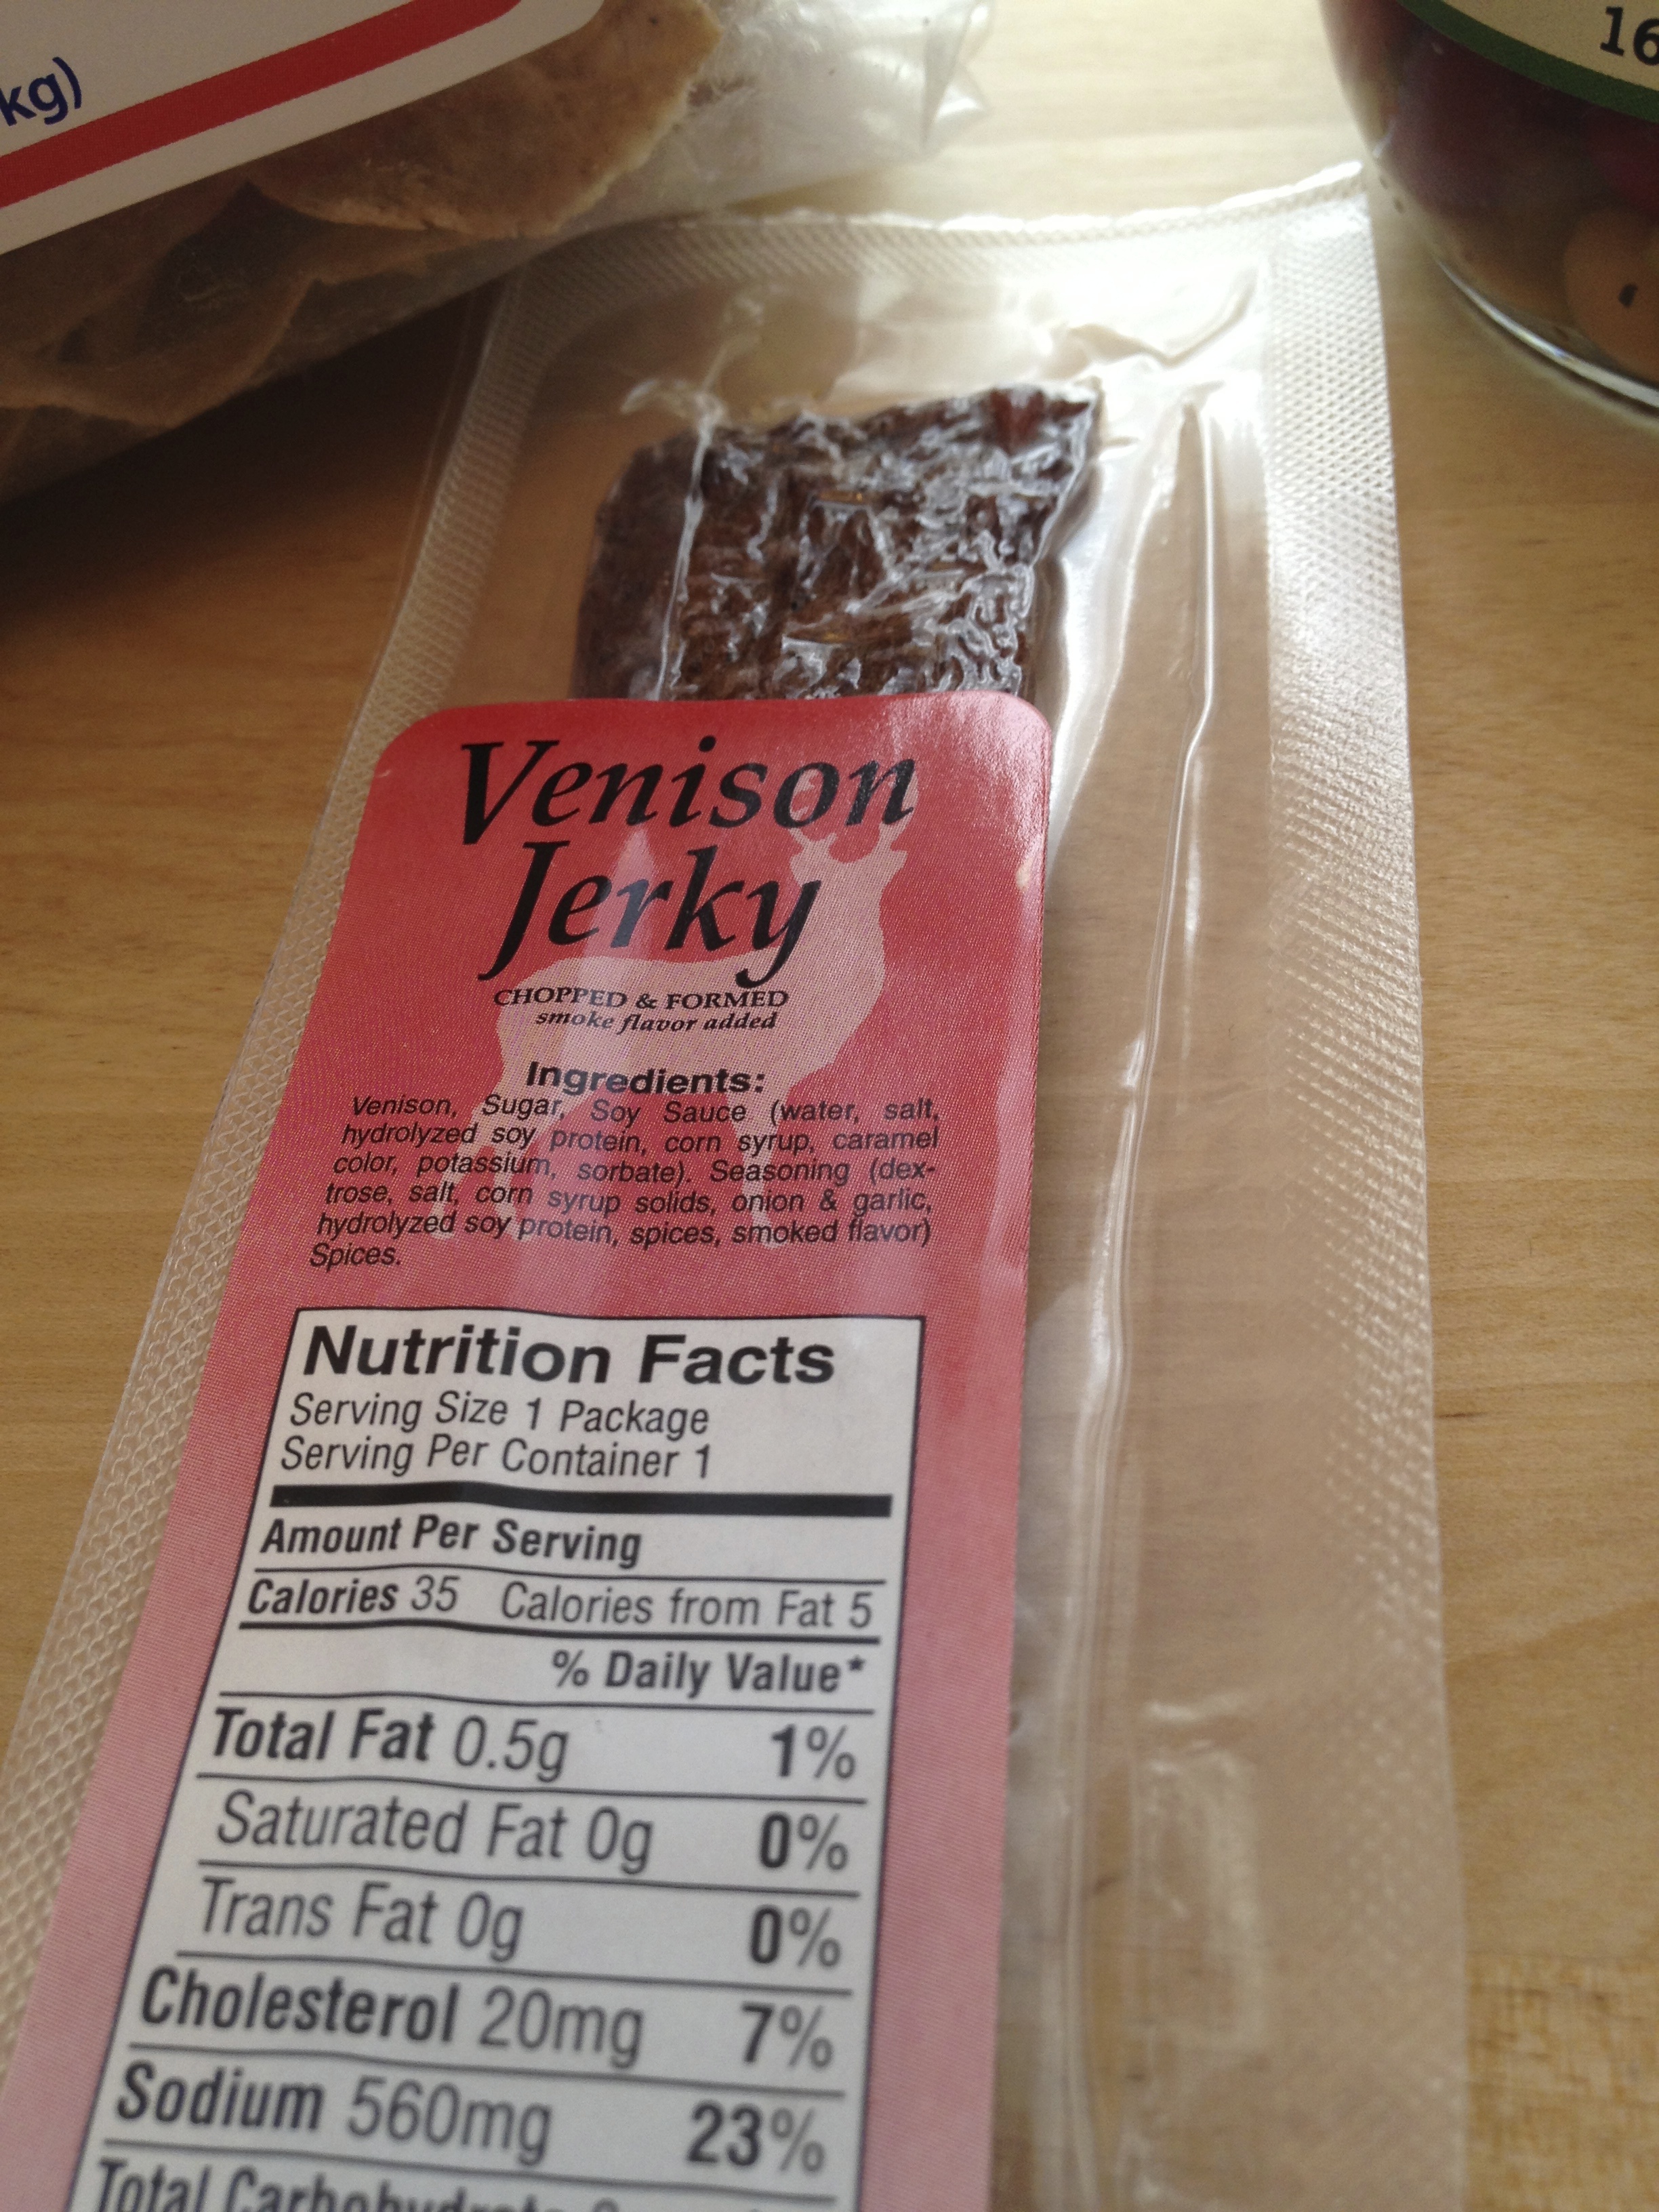 kg)
16
Venison
Jerky
CHOPPED & FORMED
smoke flavor added
Ingredients:
Venison, Sugar, Soy Sauce (water, salt,
hydrolyzed soy protein, corn syrup, caramel
color, potassium, sorbate). Seasoning (dex-
trose, salt, corn syrup solids, onion & garlic,
hydrolyzed soy protein, spices, smoked flavor)
Spices.
Nutrition Facts
Serving Size 1 Package
Serving Per Container 1
Amount Per Serving
Calories 35 Calories from Fat 5
% Daily Value*
Total Fat 0.5g 1%
Saturated Fat 0g 0%
Trans Fat 0g 0%
Cholesterol 20mg 7%
Sodium 560mg 23%
Total Carbohydrate